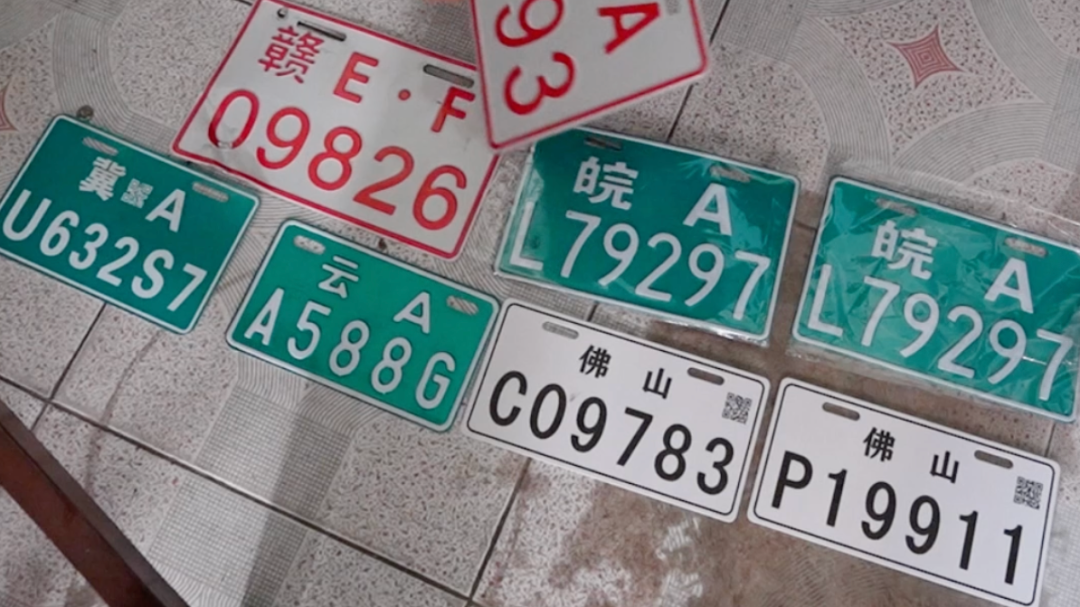 赣 E·F
09826
A
93
冀 A
U632S7
云 A
A588G
皖 A
L79297
皖 A
L79297
佛 山
C09783
佛 山
P19911